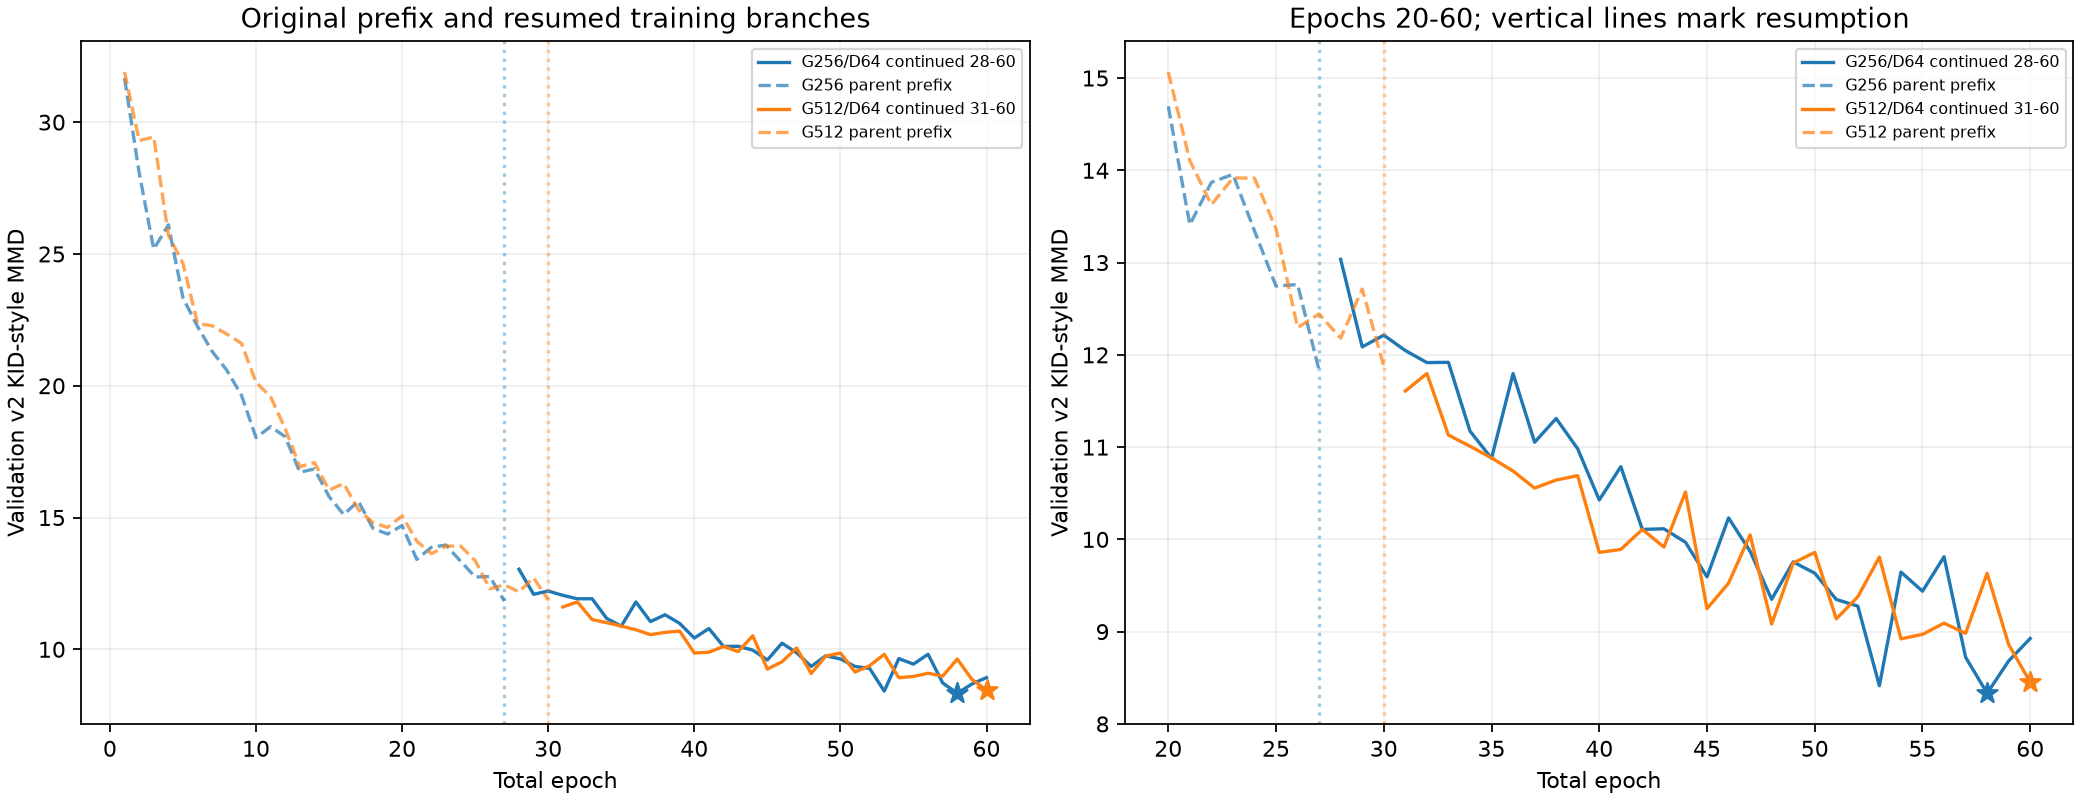 Original prefix and resumed training branches
Validation v2 KID-style MMD
30
25
20
15
10
G256/D64 continued 28-60
G256 parent prefix
G512/D64 continued 31-60
G512 parent prefix
0
10
20
30
40
50
60
Total epoch
Epochs 20-60; vertical lines mark resumption
Validation v2 KID-style MMD
15
14
13
12
11
10
9
8
G256/D64 continued 28-60
G256 parent prefix
G512/D64 continued 31-60
G512 parent prefix
20
25
30
35
40
45
50
55
60
Total epoch